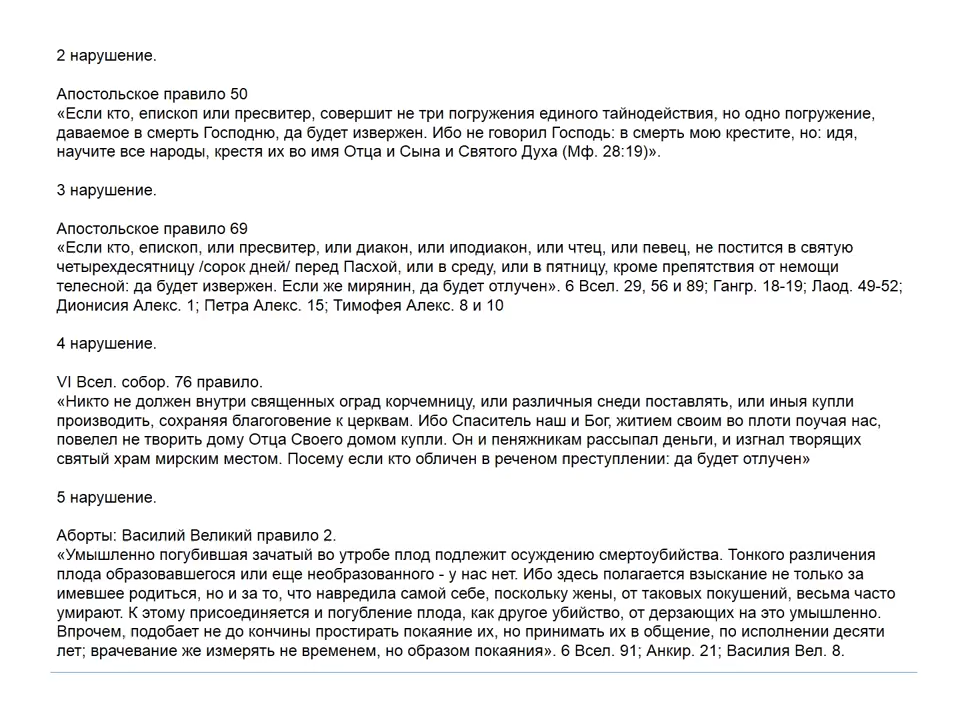 2 нарушение.
Апостольское правило 50
«Если кто, епископ или пресвитер, совершит не три погружения единого тайнодействия, но одно погружение,
даваемое в смерть Господню, да будет извержен. Ибо не говорил Господь: в смерть мою крестите, но: идя,
научите все народы, крестя их во имя Отца и Сына и Святого Духа (Мф. 28:19)».
3 нарушение.
Апостольское правило 69
«Если кто, епископ, или пресвитер, или диакон, или иподиакон, или чтец, или певец, не постится в святую
четырехдесятницу /сорок дней/ перед Пасхой, или в среду, или в пятницу, кроме препятствия от немощи
телесной: да будет извержен. Если же мирянин, да будет отлучен». 6 Всел. 29, 56 и 89; Гангр. 18-19; Лаод. 49-52;
Дионисия Алекс. 1; Петра Алекс. 15; Тимофея Алекс. 8 и 10
4 нарушение.
VI Всел. собор. 76 правило.
«Никто не должен внутри священных оград корчемницу, или различныя снеди поставлять, или иныя купли
производить, сохраняя благоговение к церквам. Ибо Спаситель наш и Бог, житием своим во плоти поучая нас,
повелел не творить дому Отца Своего домом купли. Он и пеняжникам рассыпал деньги, и изгнал творящих
святый храм мирским местом. Посему если кто обличен в реченом преступлении: да будет отлучен»
5 нарушение.
Аборты: Василий Великий правило 2.
«Умышленно погубившая зачатый во утробе плод подлежит осуждению смертоубийства. Тонкого различения
плода образовавшегося или еще необразованного - у нас нет. Ибо здесь полагается взыскание не только за
имевшее родиться, но и за то, что навредила самой себе, поскольку жены, от таковых покушений, весьма часто
умирают. К этому присоединяется и погубление плода, как другое убийство, от дерзающих на это умышленно.
Впрочем, подобает не до кончины простирать покаяние их, но принимать их в общение, по исполнении десяти
лет; врачевание же измерять не временем, но образом покаяния». 6 Всел. 91; Анкир. 21; Василия Вел. 8.